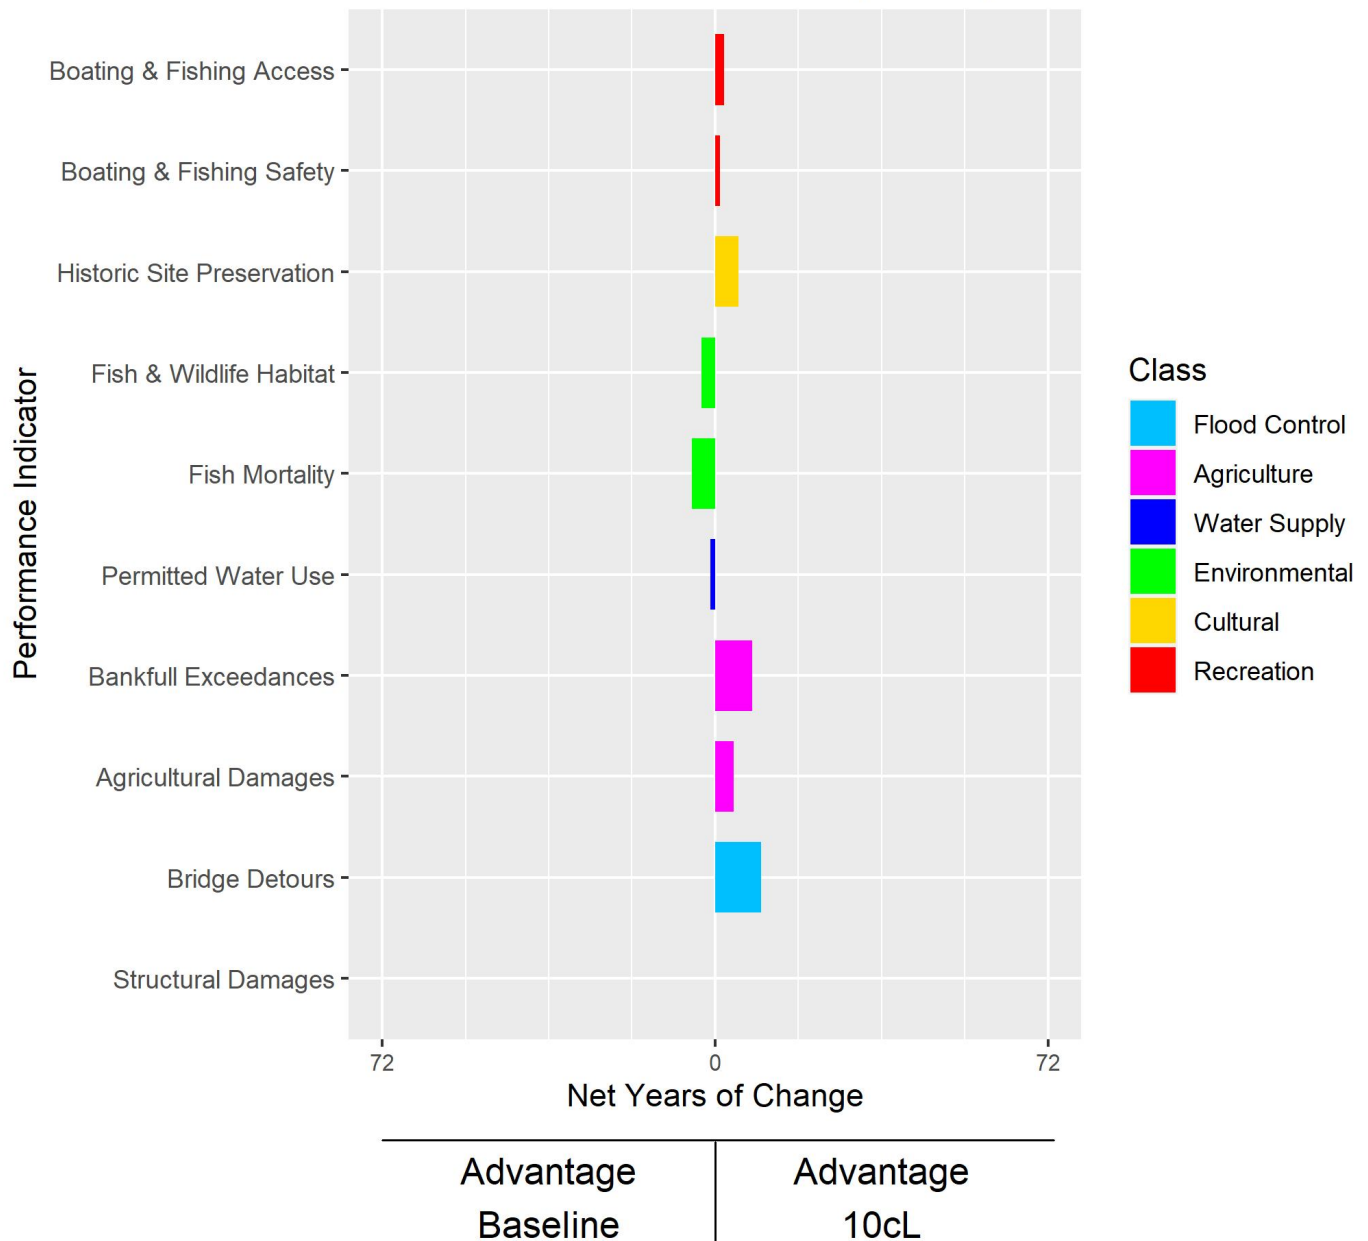 Performance Indicator
Boating & Fishing Access
Boating & Fishing Safety
Historic Site Preservation
Fish & Wildlife Habitat
Fish Mortality
Permitted Water Use
Bankfull Exceedances
Agricultural Damages
Bridge Detours
Structural Damages
72 0 72
Net Years of Change
Advantage Advantage
Baseline 10cL
Class
Flood Control
Agriculture
Water Supply
Environmental
Cultural
Recreation